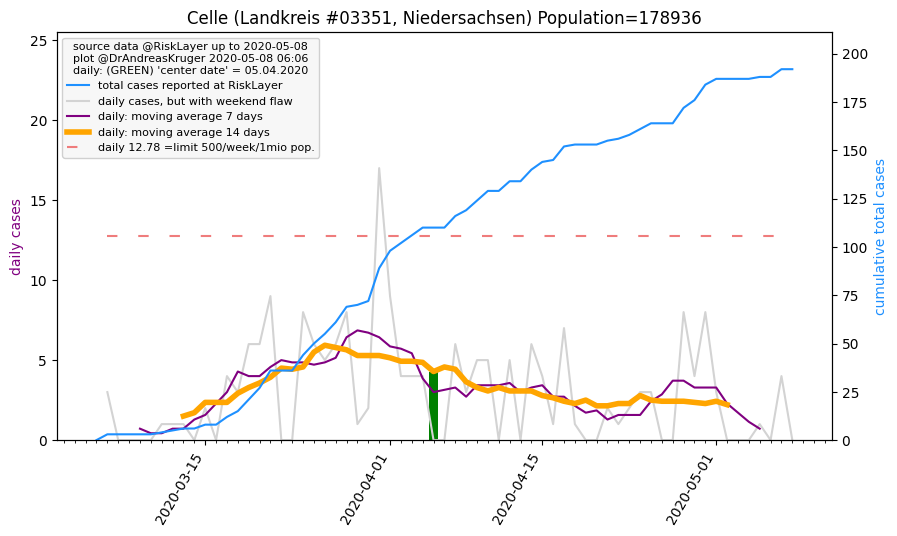 Celle (Landkreis #03351, Niedersachsen) Population=178936
source data @RiskLayer up to 2020-05-08
plot @DrAndreasKruger 2020-05-08 06:06
daily: (GREEN) 'center date' = 05.04.2020
total cases reported at RiskLayer
daily cases, but with weekend flaw
daily: moving average 7 days
daily: moving average 14 days
daily 12.78 =limit 500/week/1mio pop.
daily cases
25
20
15
10
5
0
cumulative total cases
200
175
150
125
100
75
50
25
0
2020-03-15
2020-04-01
2020-04-15
2020-05-01